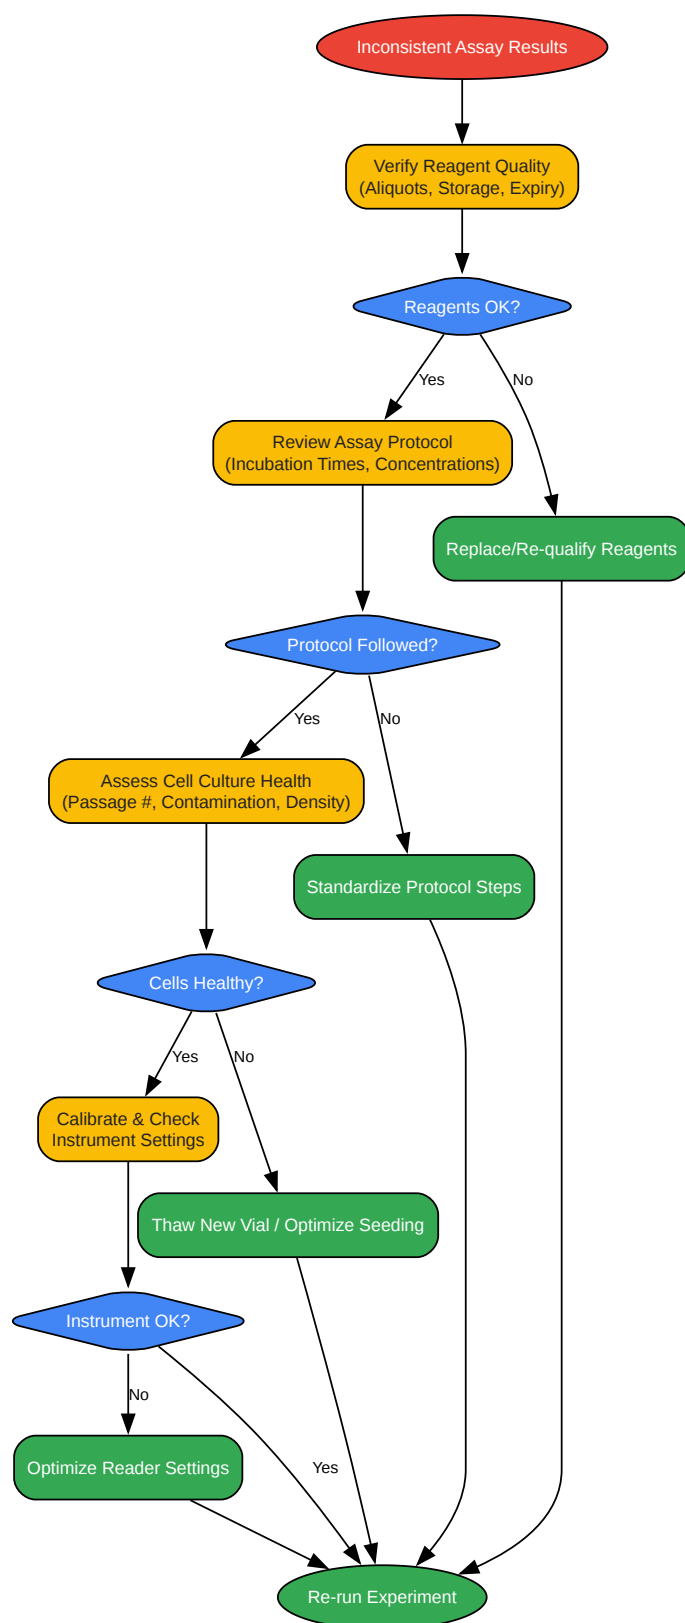 Inconsistent Assay Results
Verify Reagent Quality
(Aliquots, Storage, Expiry)
Reagents OK?
Yes
No
Review Assay Protocol
(Incubation Times, Concentrations)
Replace/Re-qualify Reagents
Protocol Followed?
Yes
No
Assess Cell Culture Health
(Passage #, Contamination, Density)
Standardize Protocol Steps
Cells Healthy?
Yes
No
Calibrate & Check
Instrument Settings
Thaw New Vial / Optimize Seeding
Instrument OK?
No
Optimize Reader Settings
Yes
Re-run Experiment